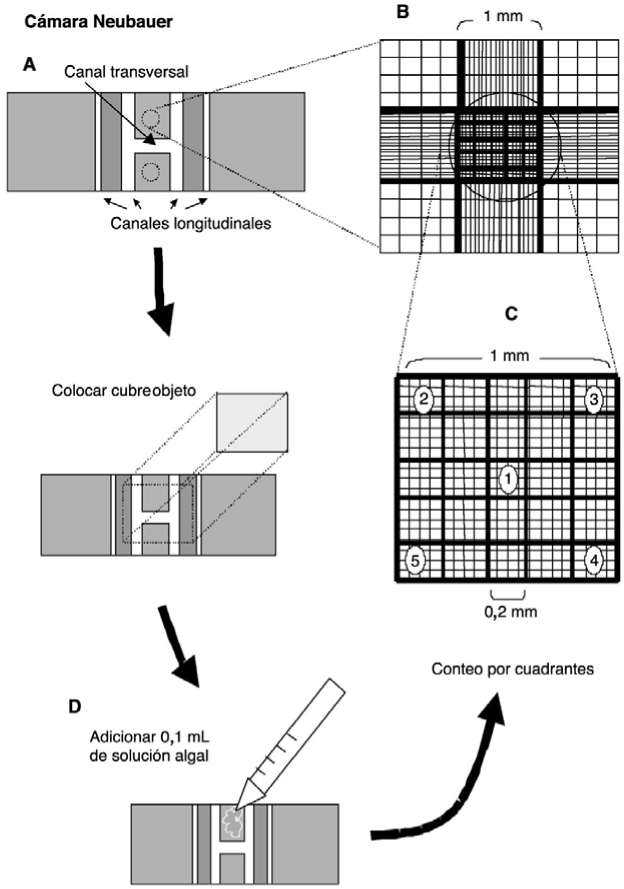 Cámara Neubauer
A
Canal transversal
Canales longitudinales
B
1 mm
C
1 mm
2
3
1
5
4
0,2 mm
Colocar cubreobjeto
D
Adicionar 0,1 mL
de solución algal
Conteo por cuadrantes